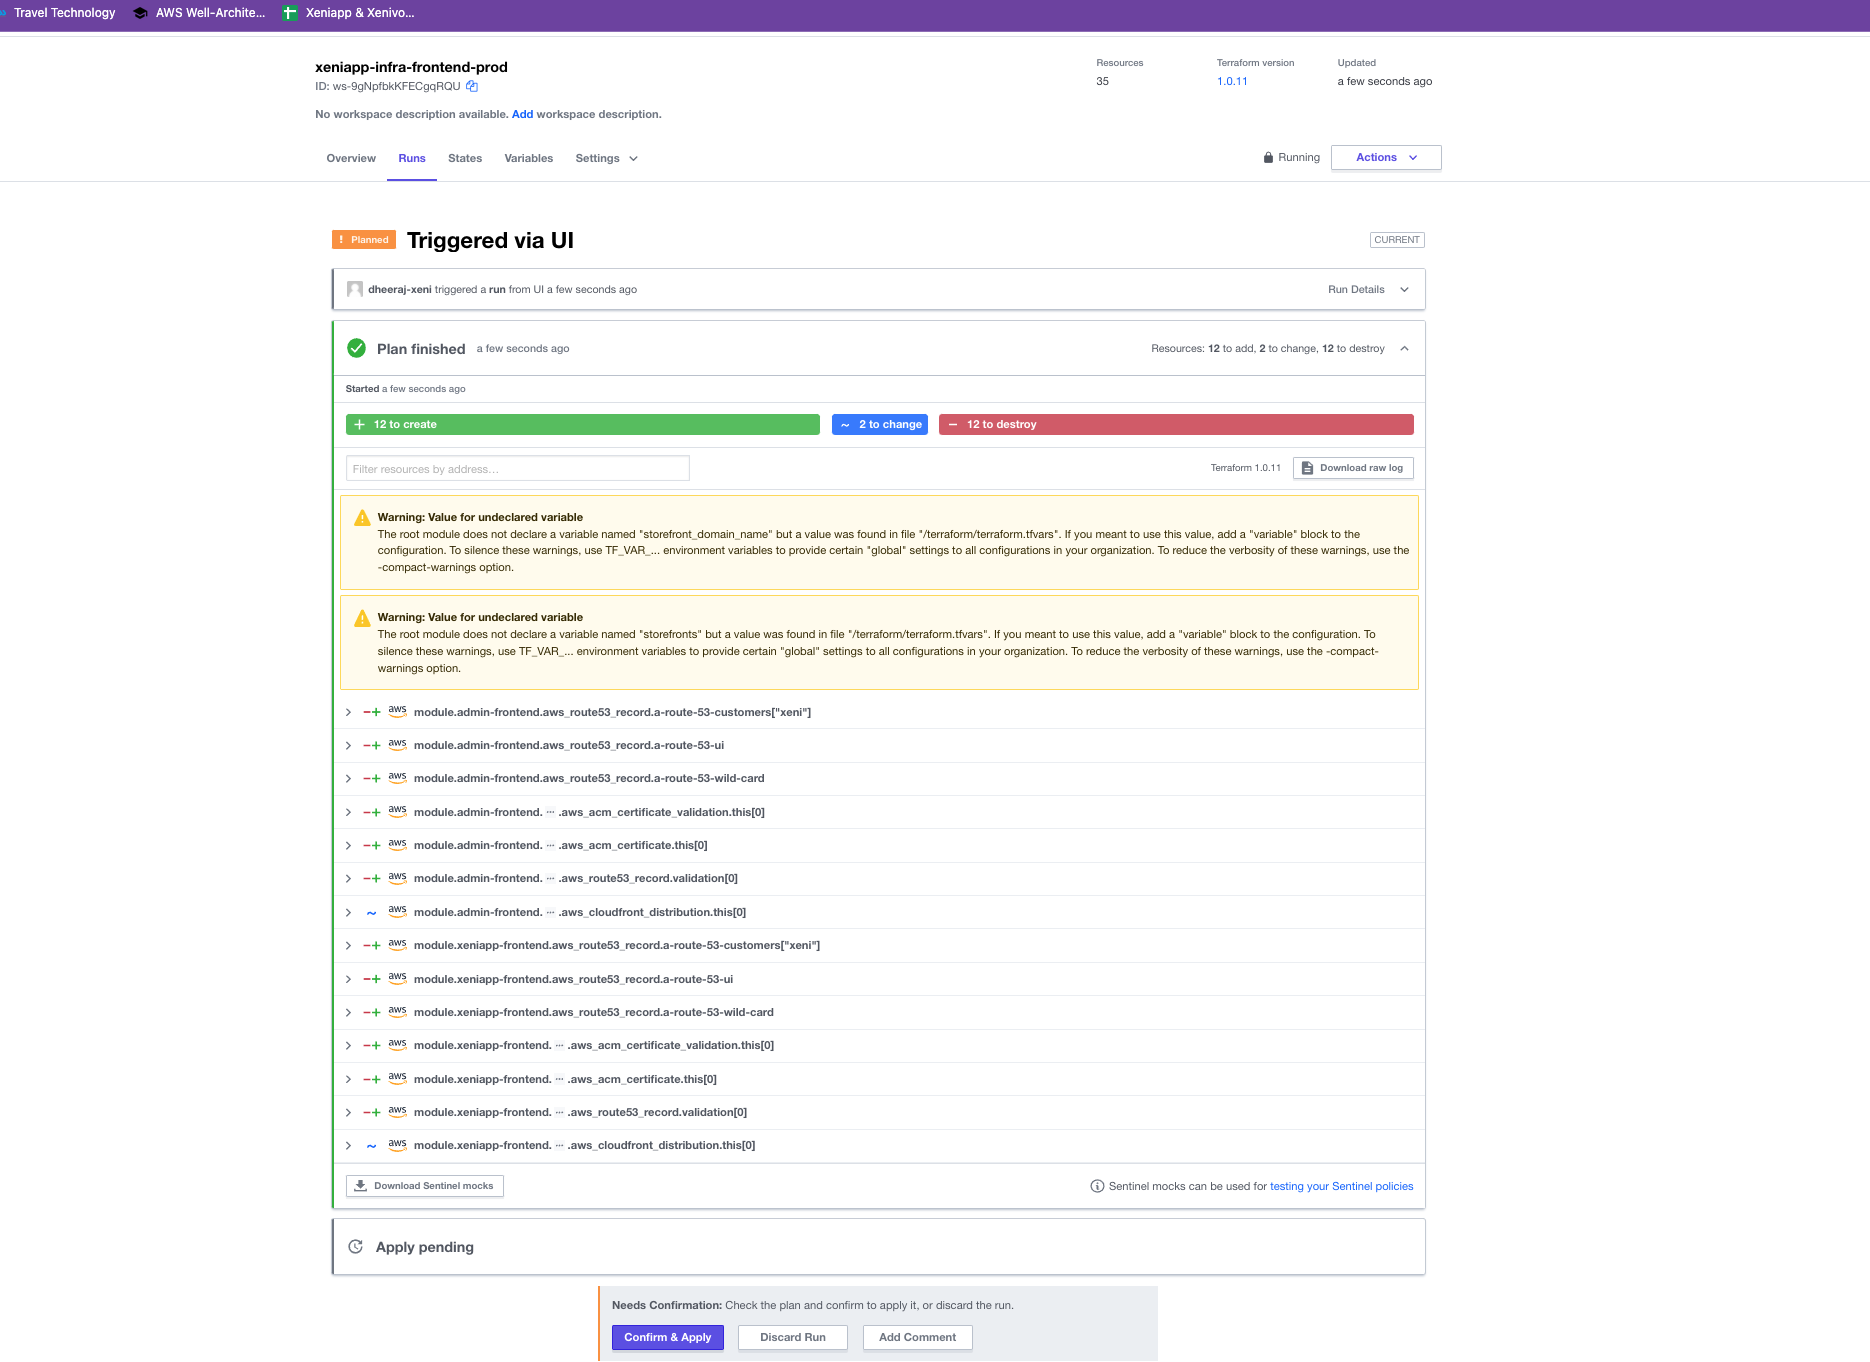 Travel Technology AWS Well-Archite... Xeniapp & Xenivo...
xeniapp-infra-frontend-prod
ID: ws-9gNpfbkKFECgqRQU
No workspace description available. Add workspace description.
Resources
35
Terraform version
1.0.11
Updated
a few seconds ago
Overview Runs States Variables Settings
Running Actions
! Planned Triggered via UI CURRENT
dheeraj-xeni triggered a run from UI a few seconds ago Run Details
Plan finished a few seconds ago Resources: 12 to add, 2 to change, 12 to destroy
Started a few seconds ago
+ 12 to create ~ 2 to change − 12 to destroy
Filter resources by address... Terraform 1.0.11 Download raw log
Warning: Value for undeclared variable
The root module does not declare a variable named "storefront_domain_name" but a value was found in file "/terraform/terraform.tfvars". If you meant to use this value, add a "variable" block to the
configuration. To silence these warnings, use TF_VAR_... environment variables to provide certain "global" settings to all configurations in your organization. To reduce the verbosity of these warnings, use the
-compact-warnings option.
Warning: Value for undeclared variable
The root module does not declare a variable named "storefronts" but a value was found in file "/terraform/terraform.tfvars". If you meant to use this value, add a "variable" block to the configuration. To
silence these warnings, use TF_VAR_... environment variables to provide certain "global" settings to all configurations in your organization. To reduce the verbosity of these warnings, use the -compact-
warnings option.
−+ aws module.admin-frontend.aws_route53_record.a-route-53-customers["xeni"]
−+ aws module.admin-frontend.aws_route53_record.a-route-53-ui
−+ aws module.admin-frontend.aws_route53_record.a-route-53-wild-card
−+ aws module.admin-frontend. ··· .aws_acm_certificate_validation.this[0]
−+ aws module.admin-frontend. ··· .aws_acm_certificate.this[0]
−+ aws module.admin-frontend. ··· .aws_route53_record.validation[0]
~ aws module.admin-frontend. ··· .aws_cloudfront_distribution.this[0]
−+ aws module.xeniapp-frontend.aws_route53_record.a-route-53-customers["xeni"]
−+ aws module.xeniapp-frontend.aws_route53_record.a-route-53-ui
−+ aws module.xeniapp-frontend.aws_route53_record.a-route-53-wild-card
−+ aws module.xeniapp-frontend. ··· .aws_acm_certificate_validation.this[0]
−+ aws module.xeniapp-frontend. ··· .aws_acm_certificate.this[0]
−+ aws module.xeniapp-frontend. ··· .aws_route53_record.validation[0]
~ aws module.xeniapp-frontend. ··· .aws_cloudfront_distribution.this[0]
Download Sentinel mocks Sentinel mocks can be used for testing your Sentinel policies
Apply pending
Needs Confirmation: Check the plan and confirm to apply it, or discard the run.
Confirm & Apply Discard Run Add Comment